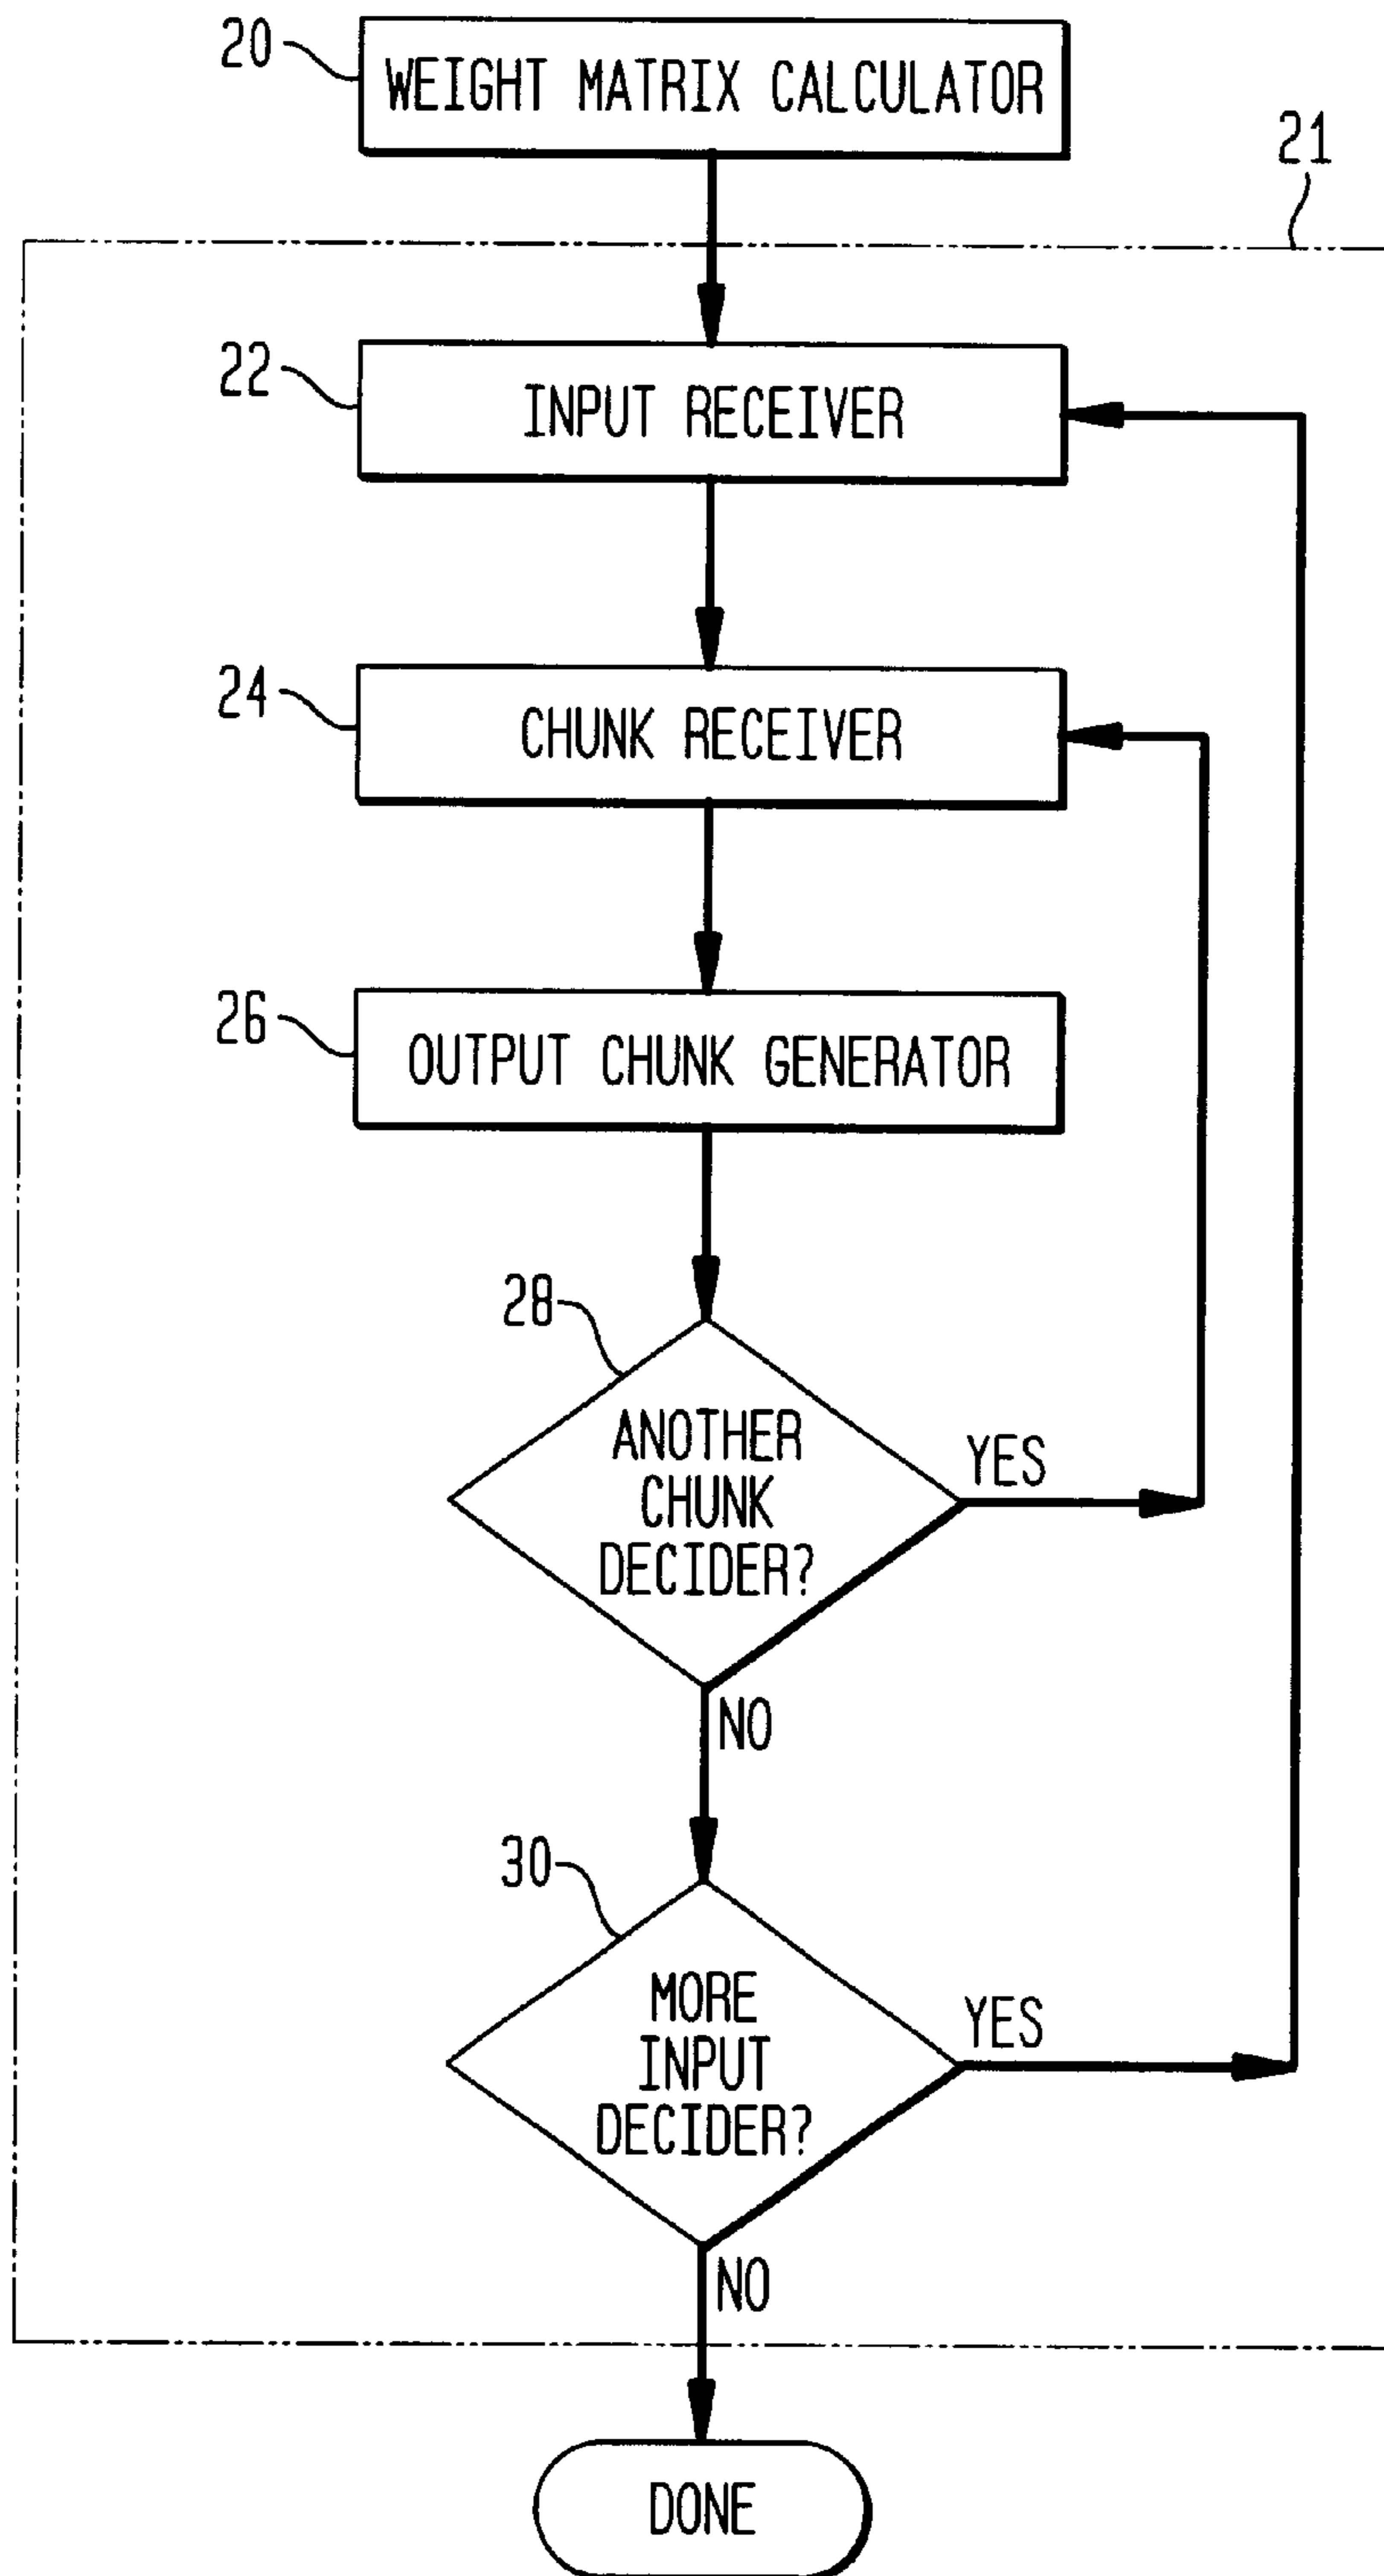 20
WEIGHT MATRIX CALCULATOR
21
22
INPUT RECEIVER
24
CHUNK RECEIVER
26
OUTPUT CHUNK GENERATOR
28
ANOTHER
CHUNK
DECIDER?
YES
NO
30
MORE
INPUT
DECIDER?
YES
NO
DONE